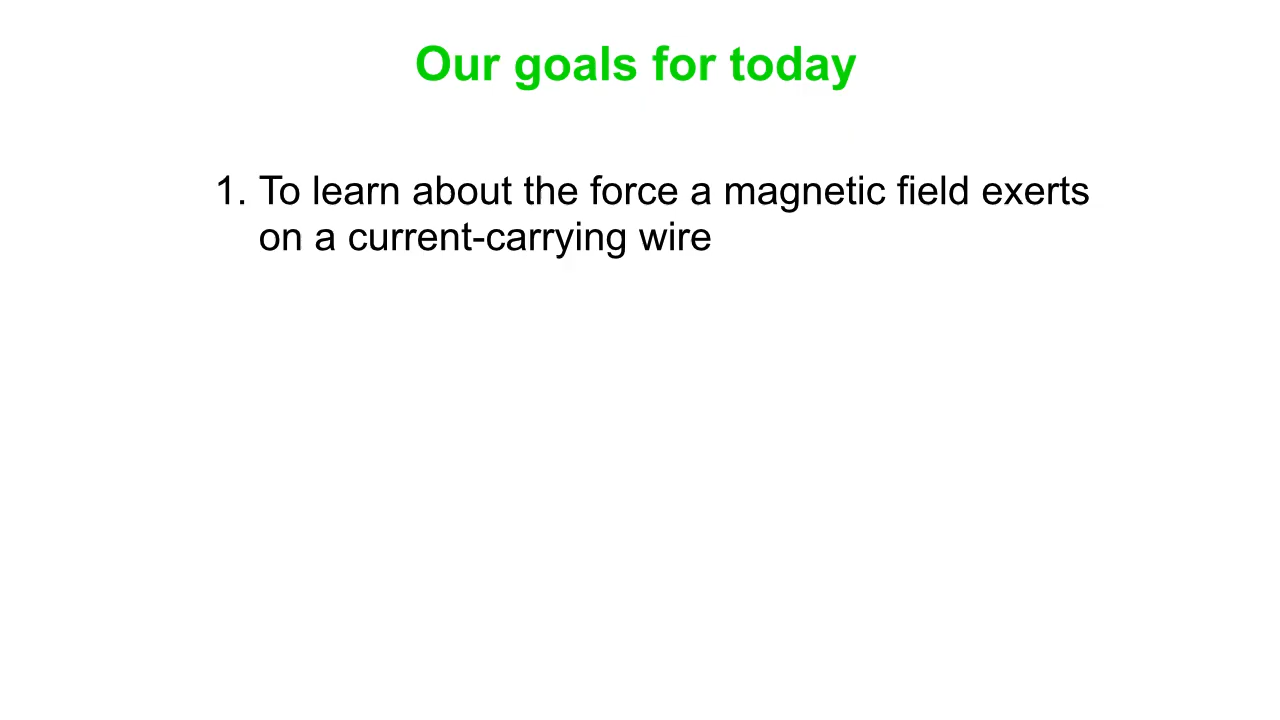 Our goals for today
1. To learn about the force a magnetic field exerts
on a current-carrying wire